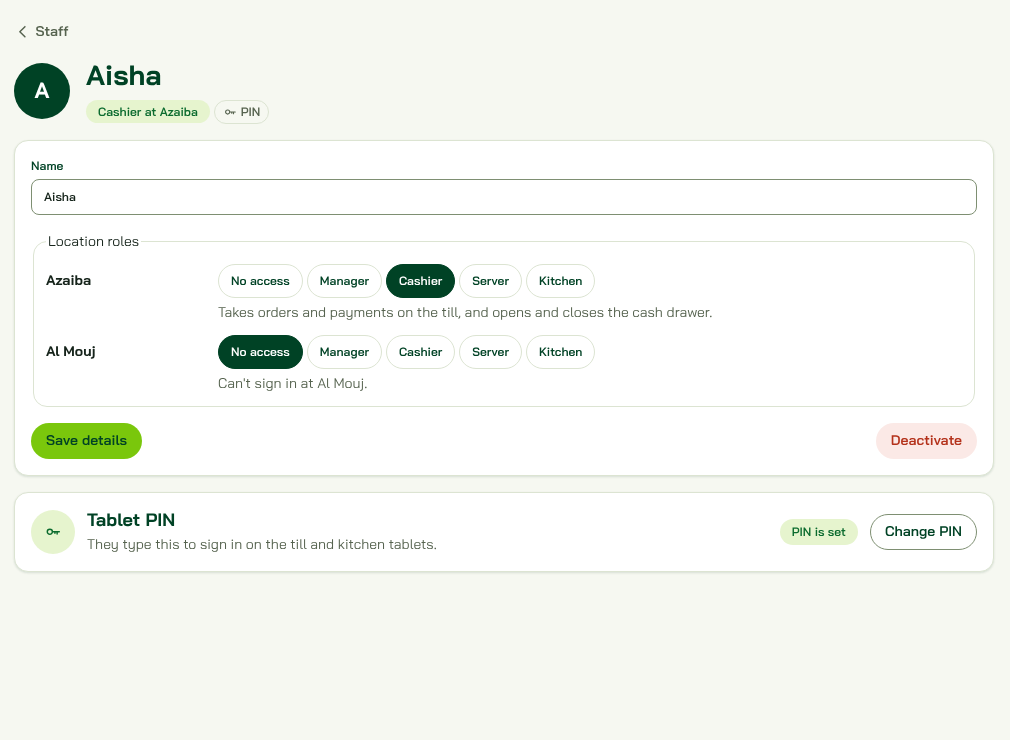 Staff
A
Aisha
Cashier at Azaiba PIN
Name
Aisha
Location roles
Azaiba No access Manager Cashier Server Kitchen
Takes orders and payments on the till, and opens and closes the cash drawer.
Al Mouj No access Manager Cashier Server Kitchen
Can't sign in at Al Mouj.
Save details Deactivate
Tablet PIN
They type this to sign in on the till and kitchen tablets.
PIN is set Change PIN